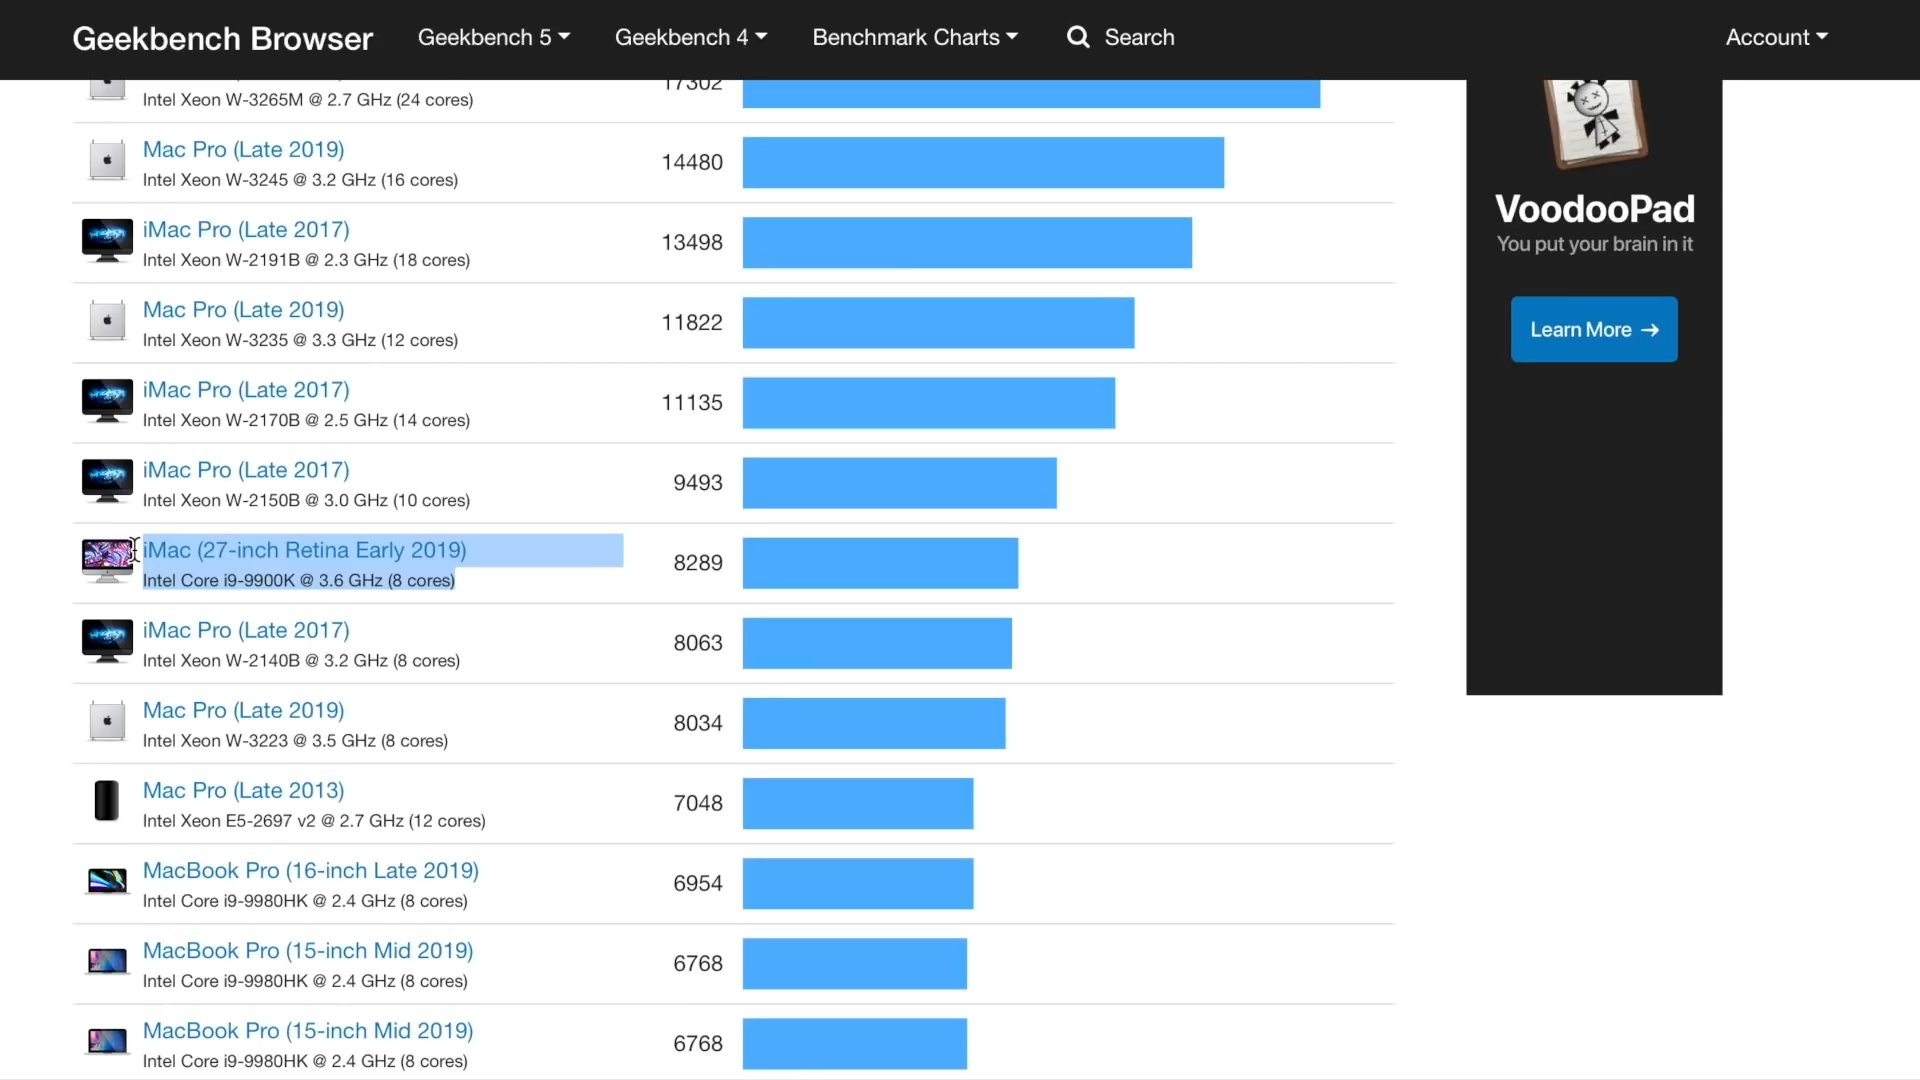 Geekbench Browser Geekbench 5 Geekbench 4 Benchmark Charts Search Account
17302
Intel Xeon W-3265M @ 2.7 GHz (24 cores)
Mac Pro (Late 2019)
14480
Intel Xeon W-3245 @ 3.2 GHz (16 cores)
iMac Pro (Late 2017)
13498
Intel Xeon W-2191B @ 2.3 GHz (18 cores)
Mac Pro (Late 2019)
11822
Intel Xeon W-3235 @ 3.3 GHz (12 cores)
iMac Pro (Late 2017)
11135
Intel Xeon W-2170B @ 2.5 GHz (14 cores)
iMac Pro (Late 2017)
9493
Intel Xeon W-2150B @ 3.0 GHz (10 cores)
iMac (27-inch Retina Early 2019)
8289
Intel Core i9-9900K @ 3.6 GHz (8 cores)
iMac Pro (Late 2017)
8063
Intel Xeon W-2140B @ 3.2 GHz (8 cores)
Mac Pro (Late 2019)
8034
Intel Xeon W-3223 @ 3.5 GHz (8 cores)
Mac Pro (Late 2013)
7048
Intel Xeon E5-2697 v2 @ 2.7 GHz (12 cores)
MacBook Pro (16-inch Late 2019)
6954
Intel Core i9-9980HK @ 2.4 GHz (8 cores)
MacBook Pro (15-inch Mid 2019)
6768
Intel Core i9-9980HK @ 2.4 GHz (8 cores)
MacBook Pro (15-inch Mid 2019)
6768
Intel Core i9-9980HK @ 2.4 GHz (8 cores)
VoodooPad
You put your brain in it
Learn More →